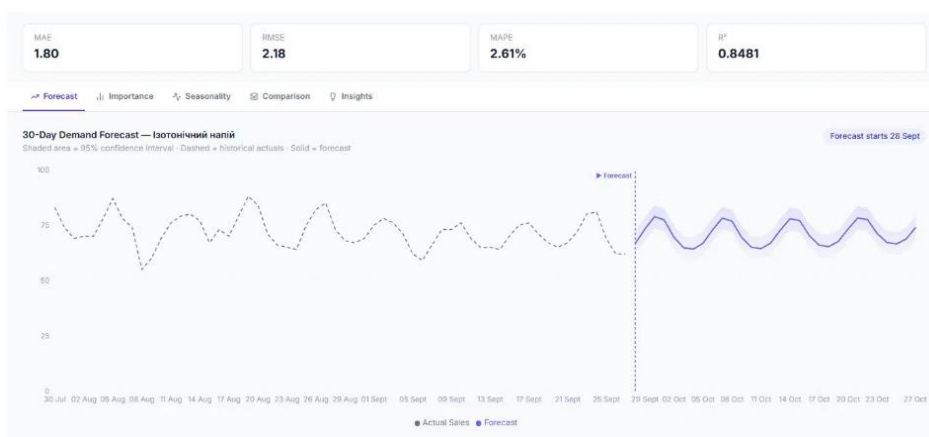 MAE RMSE MAPE R²
1.80 2.18 2.61% 0.8481
Forecast Importance Seasonality Comparison Insights
30-Day Demand Forecast — Ізотонічний напій
Forecast starts 28 Sept
Shaded area = 95% confidence interval · Dashed = historical actuals · Solid = forecast
100
Forecast
75
50
25
0
30 Jul 02 Aug 05 Aug 08 Aug 11 Aug 14 Aug 17 Aug 20 Aug 23 Aug 26 Aug 29 Aug 01 Sept 05 Sept 09 Sept 13 Sept 17 Sept 21 Sept 25 Sept 29 Sept 02 Oct 05 Oct 08 Oct 11 Oct 14 Oct 17 Oct 20 Oct 23 Oct 27 Oct
Actual Sales Forecast